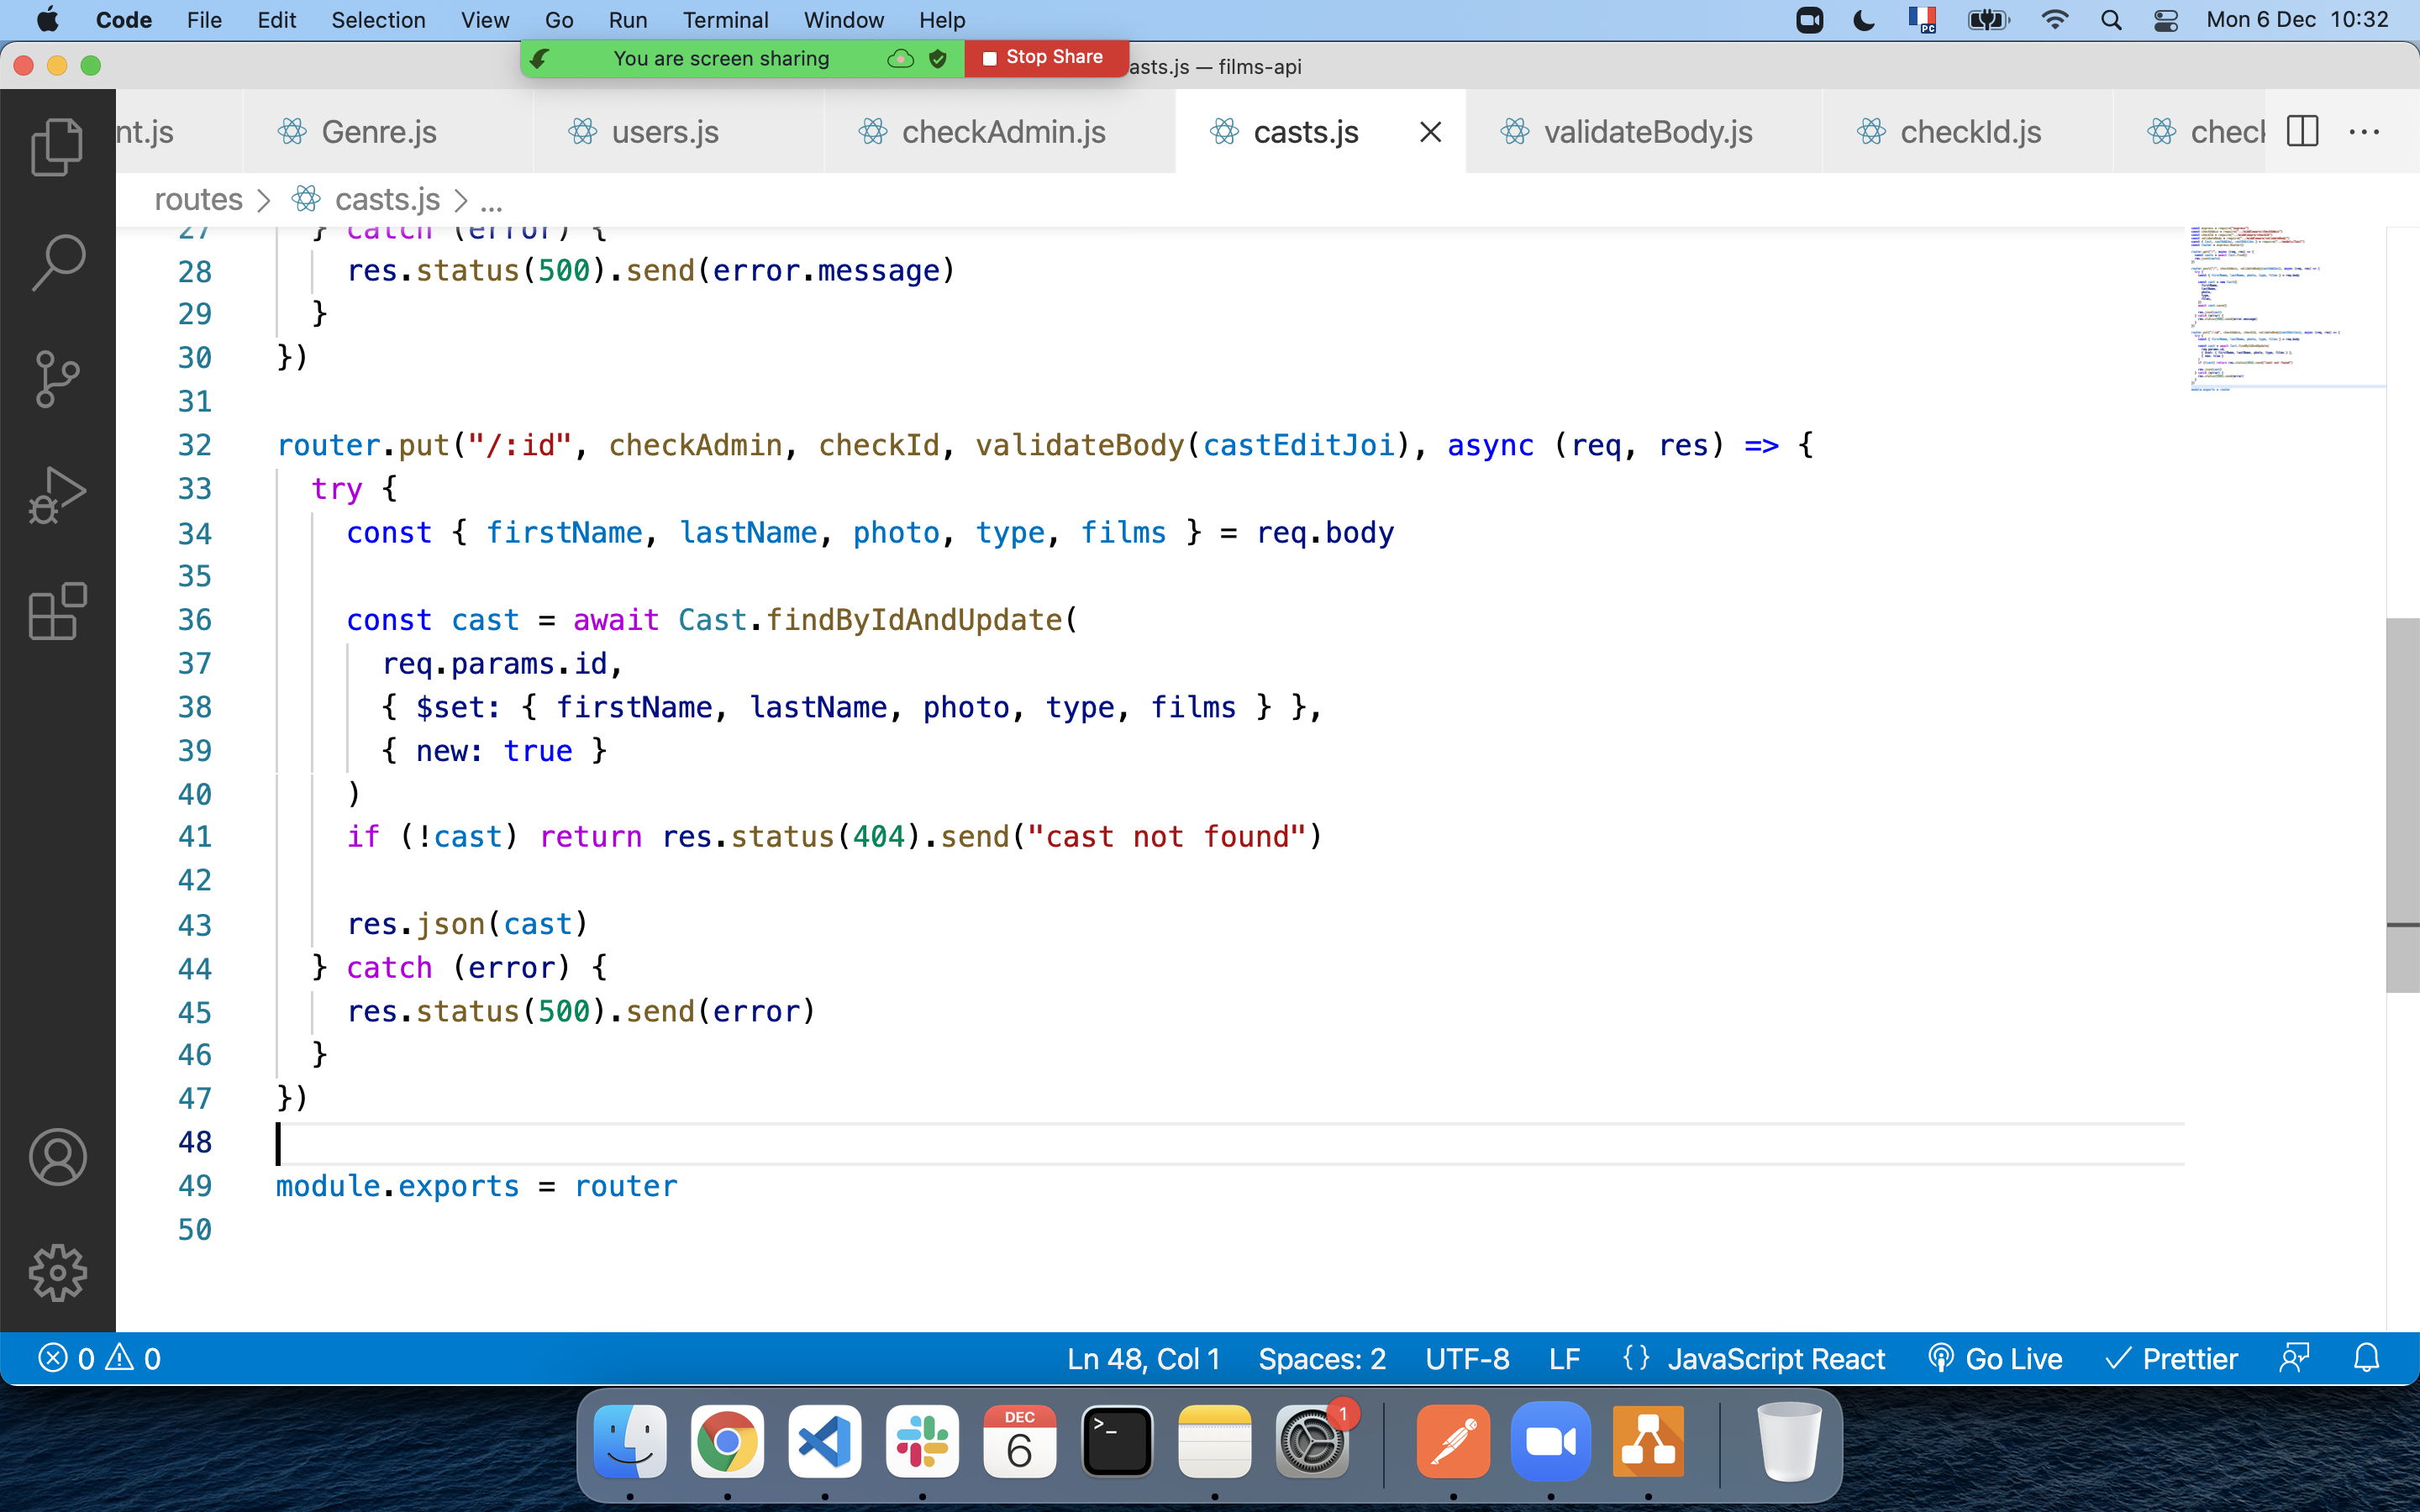 Code File Edit Selection View Go Run Terminal Window Help PC Mon 6 Dec 10:32
You are screen sharing Stop Share
asts.js — films-api
nt.js Genre.js users.js checkAdmin.js casts.js validateBody.js checkId.js check
routes > casts.js > ...
27 } catch (error) {
28 res.status(500).send(error.message)
29 }
30 })
31
32 router.put("/:id", checkAdmin, checkId, validateBody(castEditJoi), async (req, res) => {
33 try {
34 const { firstName, lastName, photo, type, films } = req.body
35
36 const cast = await Cast.findByIdAndUpdate(
37 req.params.id,
38 { $set: { firstName, lastName, photo, type, films } },
39 { new: true }
40 )
41 if (!cast) return res.status(404).send("cast not found")
42
43 res.json(cast)
44 } catch (error) {
45 res.status(500).send(error)
46 }
47 })
48
49 module.exports = router
50
0 0 Ln 48, Col 1 Spaces: 2 UTF-8 LF {} JavaScript React Go Live Prettier
DEC
6
>_
1